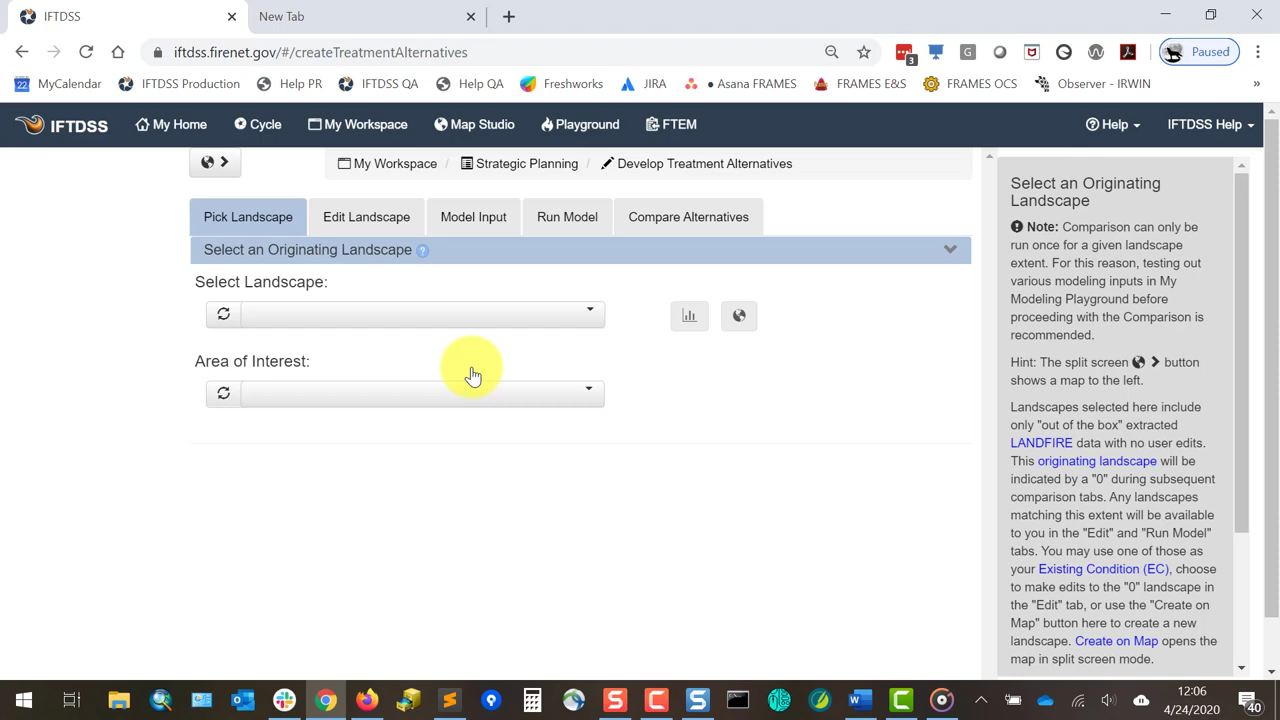 IFTDSS
New Tab
iftdss.firenet.gov/#/createTreatmentAlternatives
3
G
Paused
22 MyCalendar
IFTDSS Production
Help PR
IFTDSS QA
Help QA
Freshworks
JIRA
• Asana FRAMES
FRAMES E&S
FRAMES OCS
Observer - IRWIN
»
IFTDSS
My Home
Cycle
My Workspace
Map Studio
Playground
FTEM
Help
IFTDSS Help
My Workspace / Strategic Planning / Develop Treatment Alternatives
Pick Landscape
Edit Landscape
Model Input
Run Model
Compare Alternatives
Select an Originating Landscape ?
Select Landscape:
Area of Interest:
Select an Originating
Landscape
Note: Comparison can only be
run once for a given landscape
extent. For this reason, testing out
various modeling inputs in My
Modeling Playground before
proceeding with the Comparison is
recommended.
Hint: The split screen > button
shows a map to the left.
Landscapes selected here include
only "out of the box" extracted
LANDFIRE data with no user edits.
This originating landscape will be
indicated by a "0" during subsequent
comparison tabs. Any landscapes
matching this extent will be available
to you in the "Edit" and "Run Model"
tabs. You may use one of those as
your Existing Condition (EC), choose
to make edits to the "0" landscape in
the "Edit" tab, or use the "Create on
Map" button here to create a new
landscape. Create on Map opens the
map in split screen mode.
12:06
4/24/2020
40